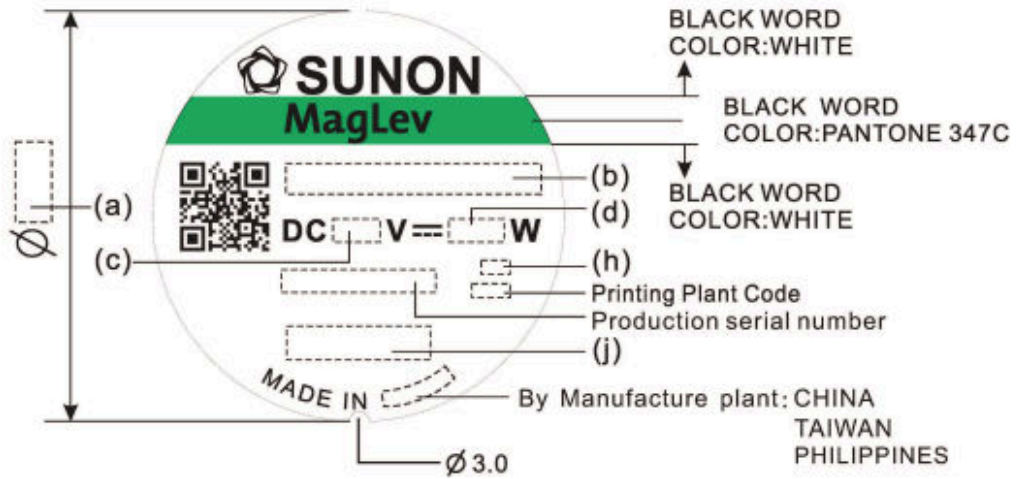 BLACK WORD
COLOR:WHITE
SUNON
MagLev
BLACK WORD
COLOR:PANTONE 347C
(a)
(b)
BLACK WORD
COLOR:WHITE
DC V W
(d)
(c)
(h)
Printing Plant Code
Production serial number
(j)
MADE IN
By Manufacture plant: CHINA
TAIWAN
PHILIPPINES
Ø
Ø 3.0